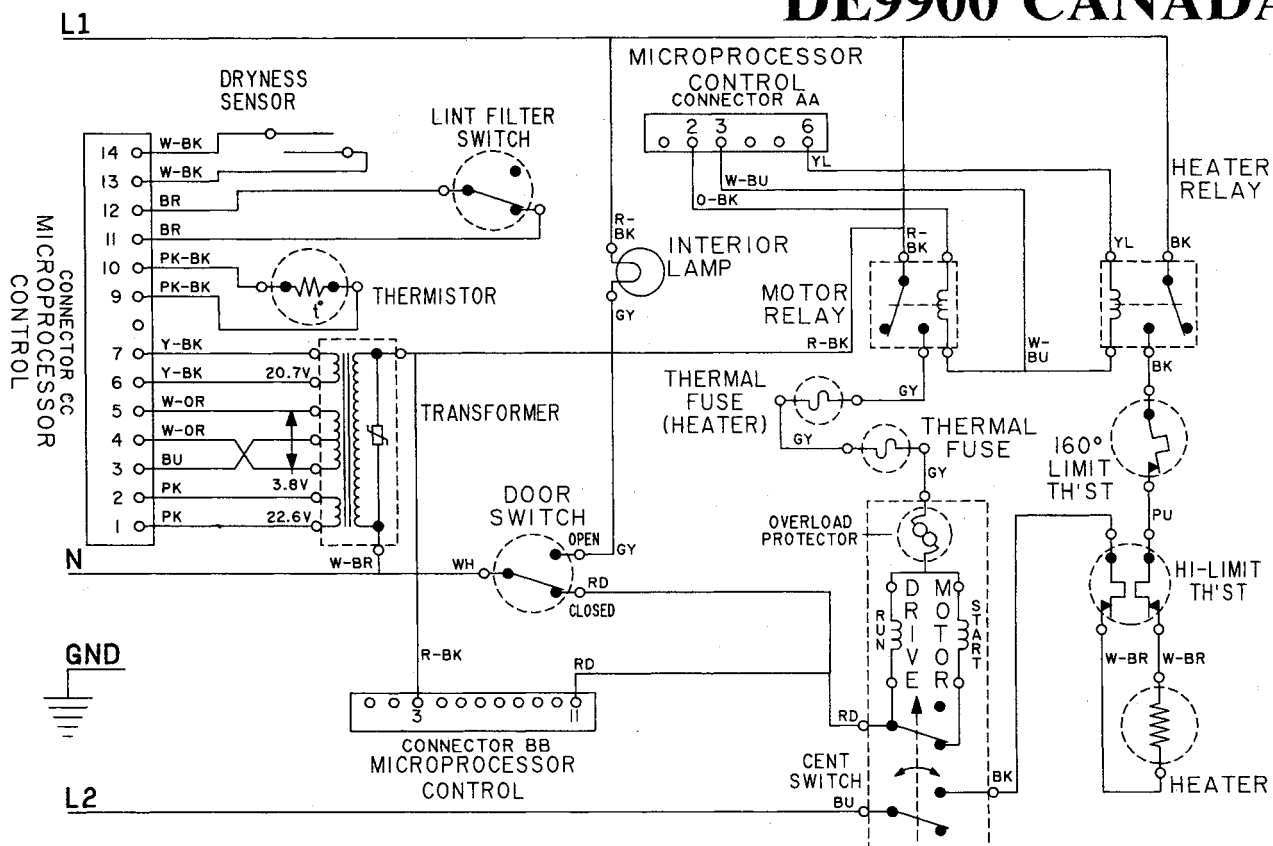 DE9900 CANADA
L1
MICROPROCESSOR
CONTROL
CONNECTOR AA
2 3 6
YL
W-BU
O-BK
DRYNESS
SENSOR
LINT FILTER
SWITCH
HEATER
RELAY
14 W-BK
13 W-BK
12 BR
11 BR
10 PK-BK
9 PK-BK
7 Y-BK
6 Y-BK
5 W-OR
4 W-OR
3 BU
2 PK
1 PK
CONNECTOR CC
MICROPROCESSOR
CONTROL
t°
THERMISTOR
20.7V
3.8V
22.6V
TRANSFORMER
W-BR
R-
BK
INTERIOR
LAMP
GY
R-
BK
MOTOR
RELAY
R-BK
YL
BK
W-
BU
BK
THERMAL
FUSE
(HEATER)
GY
GY
THERMAL
FUSE
GY
160°
LIMIT
TH'ST
PU
DOOR
SWITCH
OPEN
GY
N
WH
RD
CLOSED
OVERLOAD
PROTECTOR
HI-LIMIT
TH'ST
W-BR
W-BR
DRIVE
MOTOR
RUN
START
GND
R-BK
RD
3 11
CONNECTOR BB
MICROPROCESSOR
CONTROL
RD
CENT
SWITCH
BK
HEATER
L2
BU